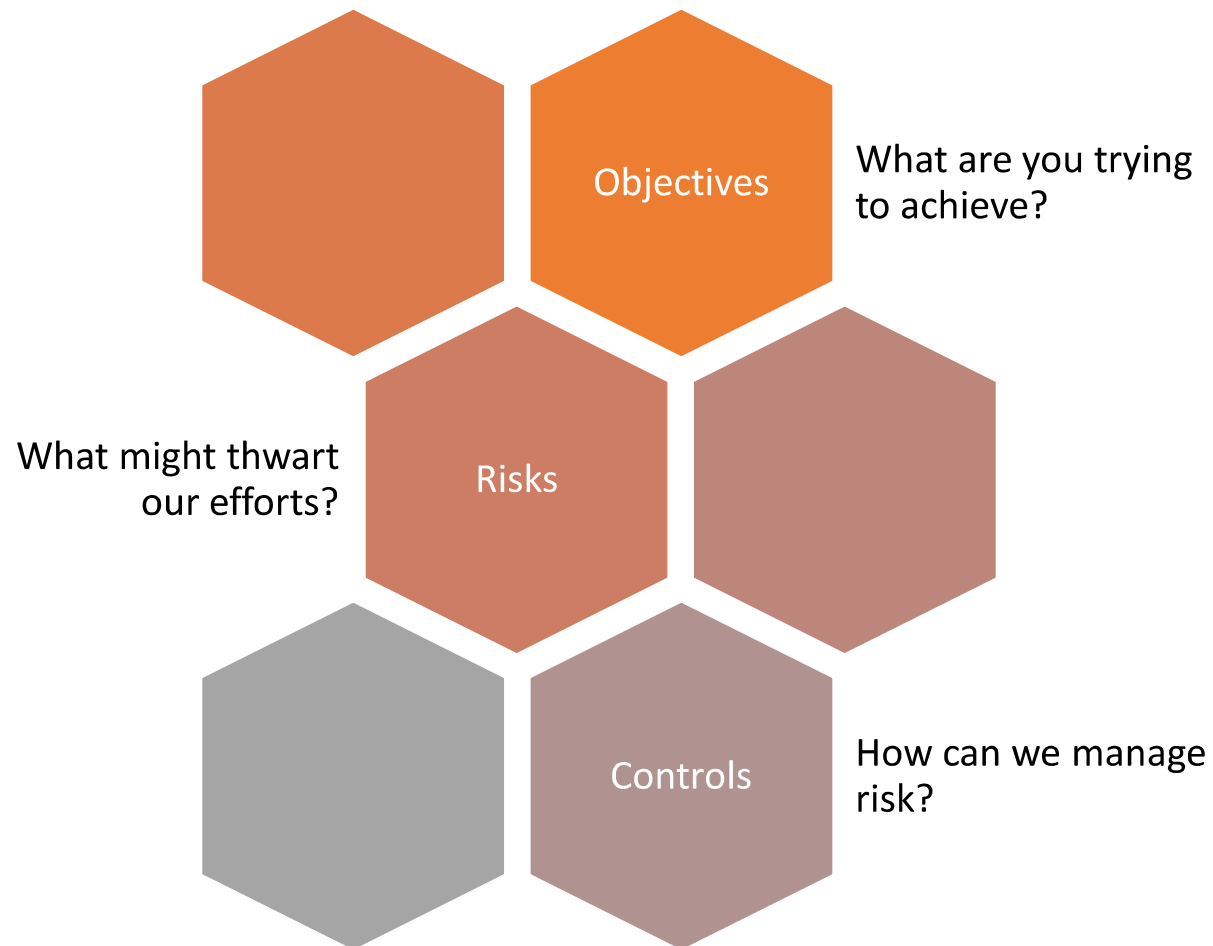 Objectives
What are you trying
to achieve?
What might thwart
our efforts?
Risks
Controls
How can we manage
risk?